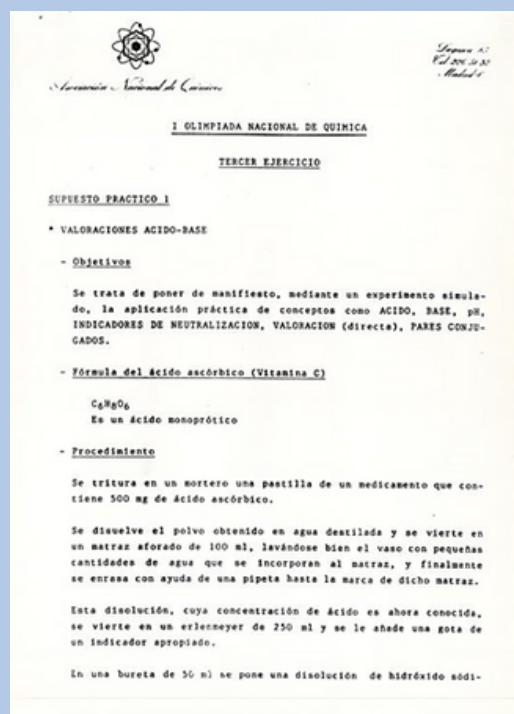 Asociación Nacional de Químicos
Lagasca 83
Madrid 6
I OLIMPIADA NACIONAL DE QUIMICA
TERCER EJERCICIO
SUPUESTO PRACTICO 1
* VALORACIONES ACIDO-BASE
- Objetivos
Se trata de poner de manifiesto, mediante un experimento simula-
do, la aplicación práctica de conceptos como ACIDO, BASE, pH,
INDICADORES DE NEUTRALIZACION, VALORACION (directa), PARES CONJU-
GADOS.
- Fórmula del ácido ascórbico (Vitamina C)
C6H8O6
Es un ácido monoprótico
- Procedimiento
Se tritura en un mortero una pastilla de un medicamento que con-
tiene 500 mg de ácido ascórbico.
Se disuelve el polvo obtenido en agua destilada y se vierte en
un matraz aforado de 100 ml, lavándose bien el vaso con pequeñas
cantidades de agua que se incorporan al matraz, y finalmente
se enrasa con ayuda de una pipeta hasta la marca de dicho matraz.
Esta disolución, cuya concentración de ácido es ahora conocida,
se vierte en un erlenmeyer de 250 ml y se le añade una gota de
un indicador apropiado.
En una bureta de 50 ml se pone una disolución de hidróxido sódi-